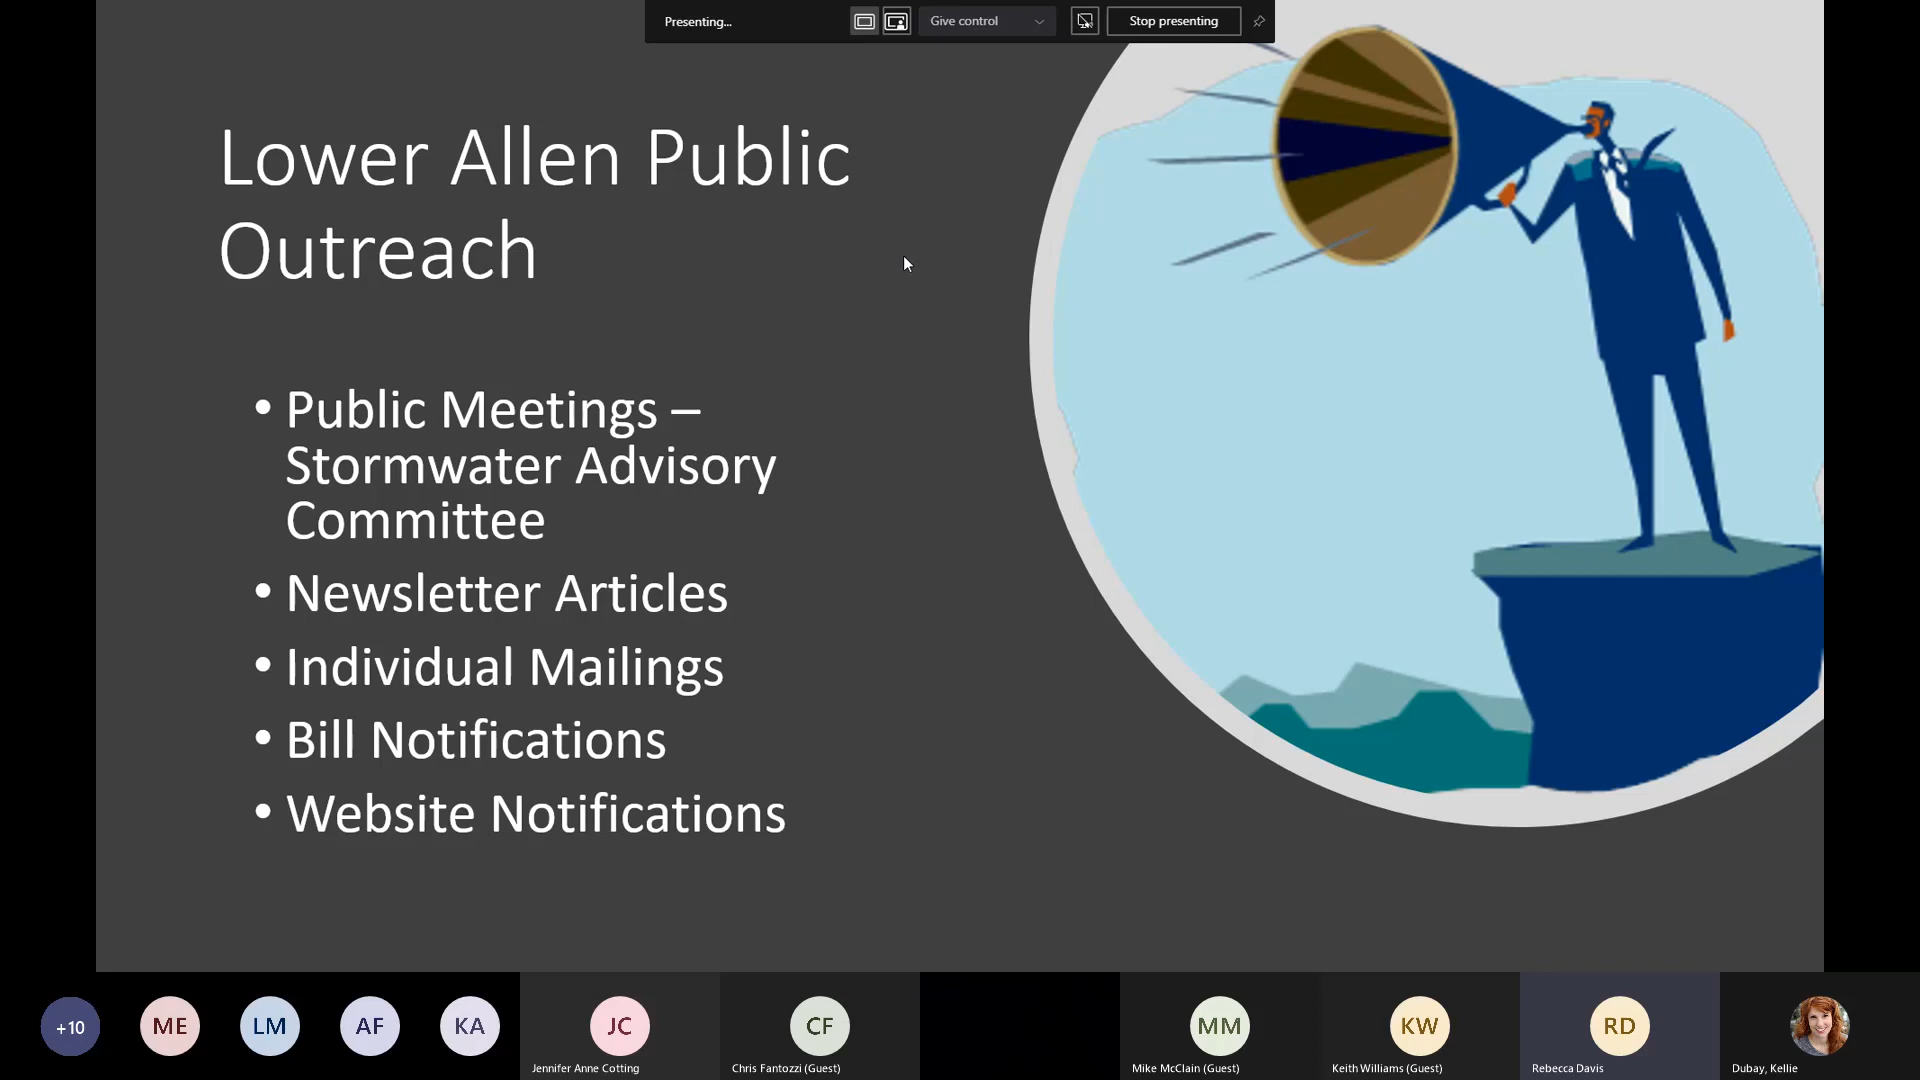 Presenting...
Give control
Stop presenting
Lower Allen Public
Outreach
• Public Meetings –
Stormwater Advisory
Committee
• Newsletter Articles
• Individual Mailings
• Bill Notifications
• Website Notifications
+10
ME
LM
AF
KA
JC
CF
MM
KW
RD
Jennifer Anne Cotting
Chris Fantozzi (Guest)
Mike McClain (Guest)
Keith Williams (Guest)
Rebecca Davis
Dubay, Kellie